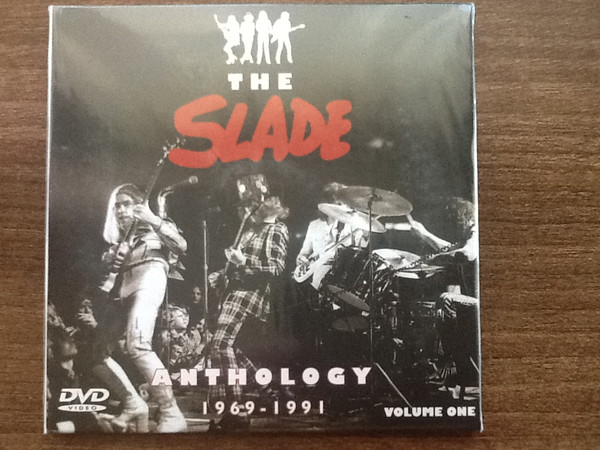 THE
SLADE
ANTHOLOGY
1969-1991
DVD
VIDEO
VOLUME ONE